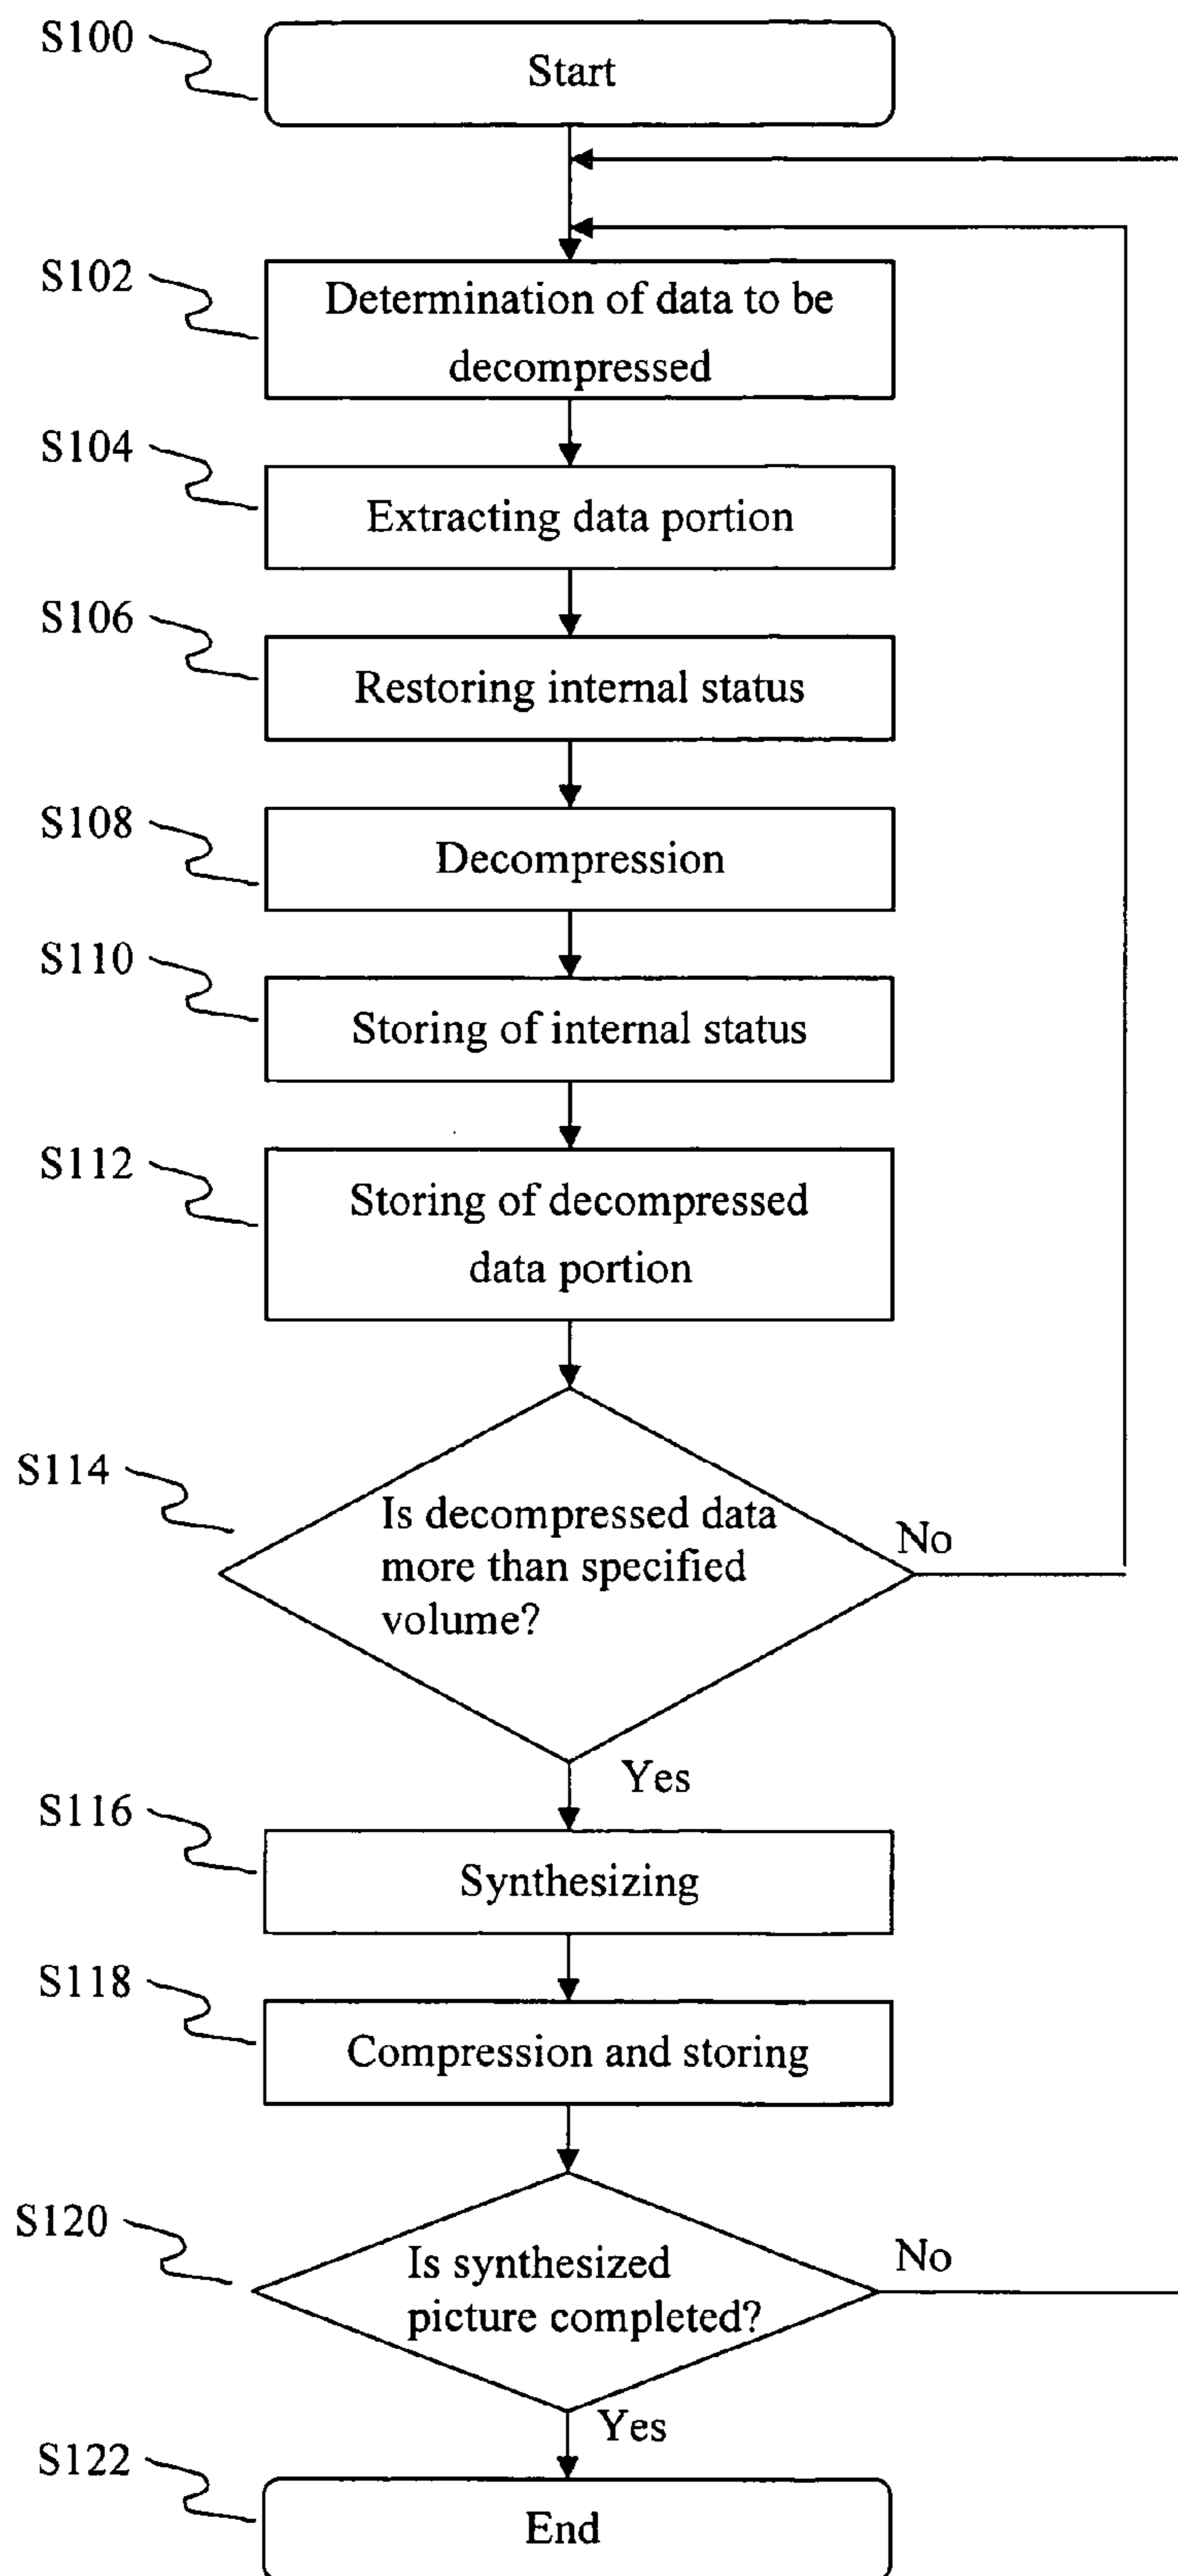 S100
Start
S102
Determination of data to be
decompressed
S104
Extracting data portion
S106
Restoring internal status
S108
Decompression
S110
Storing of internal status
S112
Storing of decompressed
data portion
S114
Is decompressed data
more than specified
volume?
No
Yes
S116
Synthesizing
S118
Compression and storing
S120
Is synthesized
picture completed?
No
Yes
S122
End